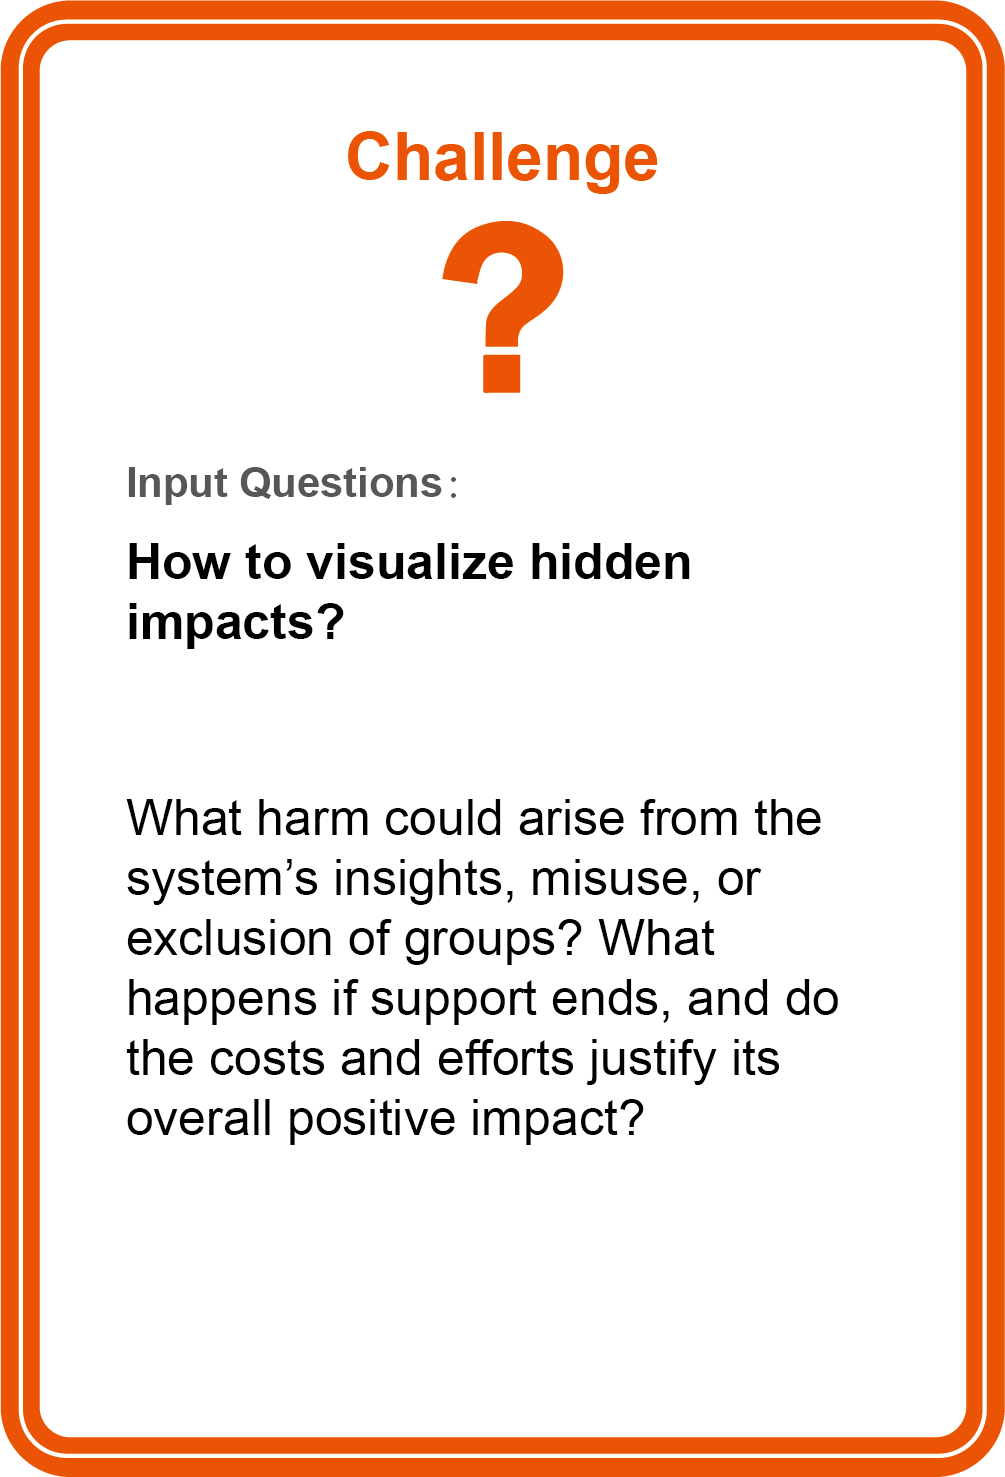 Challenge
?
Input Questions:
How to visualize hidden
impacts?
What harm could arise from the
system’s insights, misuse, or
exclusion of groups? What
happens if support ends, and do
the costs and efforts justify its
overall positive impact?